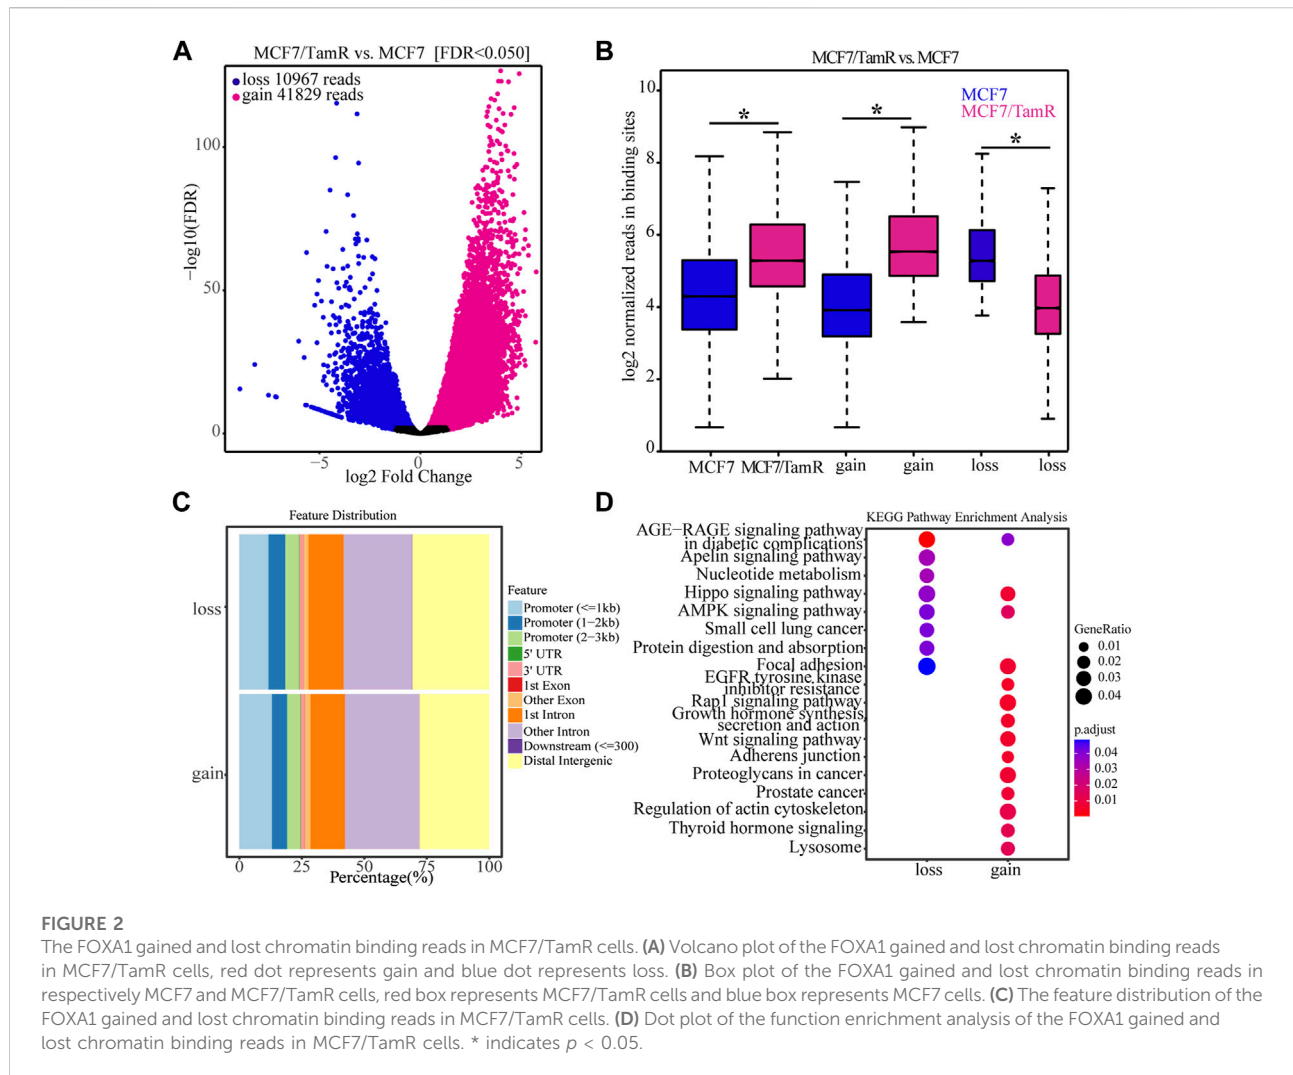 A
MCF7/TamR vs. MCF7 [FDR<0.050]
loss 10967 reads
gain 41829 reads
−log10(FDR)
100
50
0
−5
0
5
log2 Fold Change
B
MCF7/TamR vs. MCF7
MCF7
MCF7/TamR
*
*
*
log2 normalized reads in binding sites
10
8
6
4
2
0
MCF7
MCF7/TamR
gain
gain
loss
loss
C
Feature Distribution
loss
gain
0
25
50
75
100
Percentage(%)
Feature
Promoter (<=1kb)
Promoter (1−2kb)
Promoter (2−3kb)
5' UTR
3' UTR
1st Exon
Other Exon
1st Intron
Other Intron
Downstream (<=300)
Distal Intergenic
D
KEGG Pathway Enrichment Analysis
AGE−RAGE signaling pathway
in diabetic complications
Apelin signaling pathway
Nucleotide metabolism
Hippo signaling pathway
AMPK signaling pathway
Small cell lung cancer
Protein digestion and absorption
Focal adhesion
EGFR tyrosine kinase
inhibitor resistance
Rap1 signaling pathway
Growth hormone synthesis,
secretion and action
Wnt signaling pathway
Adherens junction
Proteoglycans in cancer
Prostate cancer
Regulation of actin cytoskeleton
Thyroid hormone signaling
Lysosome
loss
gain
GeneRatio
0.01
0.02
0.03
0.04
p.adjust
0.04
0.03
0.02
0.01
FIGURE 2
The FOXA1 gained and lost chromatin binding reads in MCF7/TamR cells. (A) Volcano plot of the FOXA1 gained and lost chromatin binding reads
in MCF7/TamR cells, red dot represents gain and blue dot represents loss. (B) Box plot of the FOXA1 gained and lost chromatin binding reads in
respectively MCF7 and MCF7/TamR cells, red box represents MCF7/TamR cells and blue box represents MCF7 cells. (C) The feature distribution of the
FOXA1 gained and lost chromatin binding reads in MCF7/TamR cells. (D) Dot plot of the function enrichment analysis of the FOXA1 gained and
lost chromatin binding reads in MCF7/TamR cells. * indicates p < 0.05.